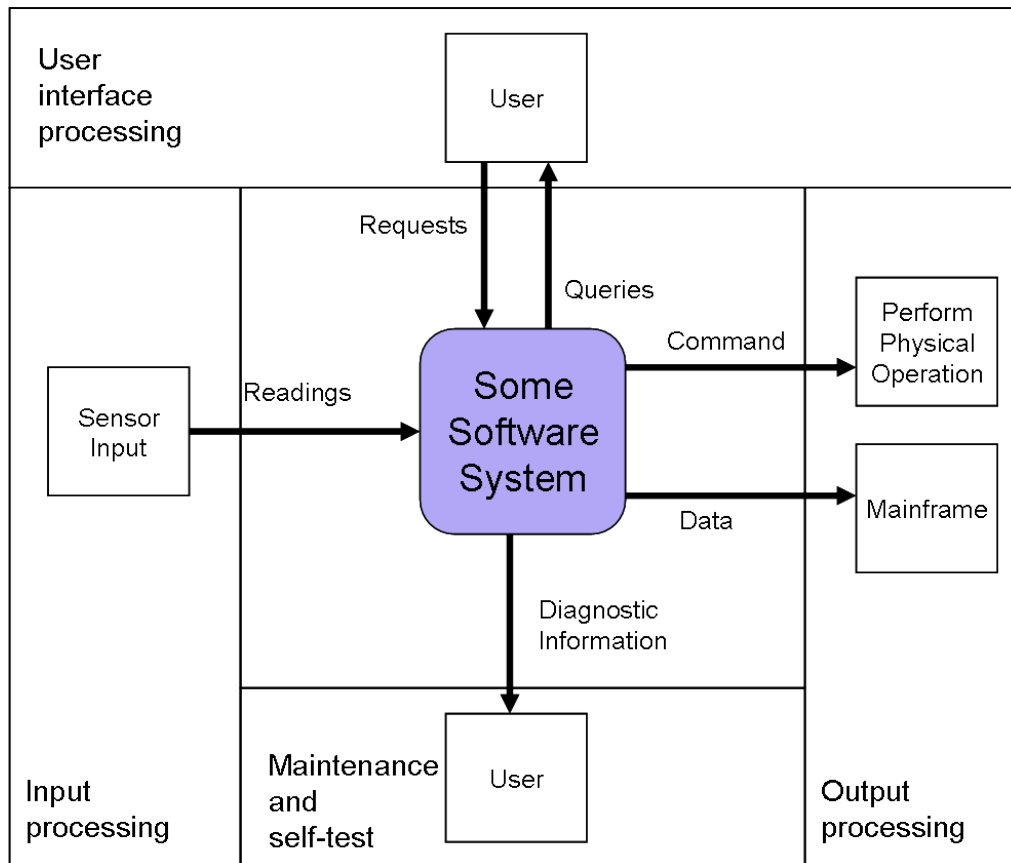 User
interface
processing
User
Requests
Queries
Command
Perform
Physical
Operation
Readings
Sensor
Input
Some
Software
System
Data
Mainframe
Diagnostic
Information
Input
processing
Maintenance
and
self-test
User
Output
processing